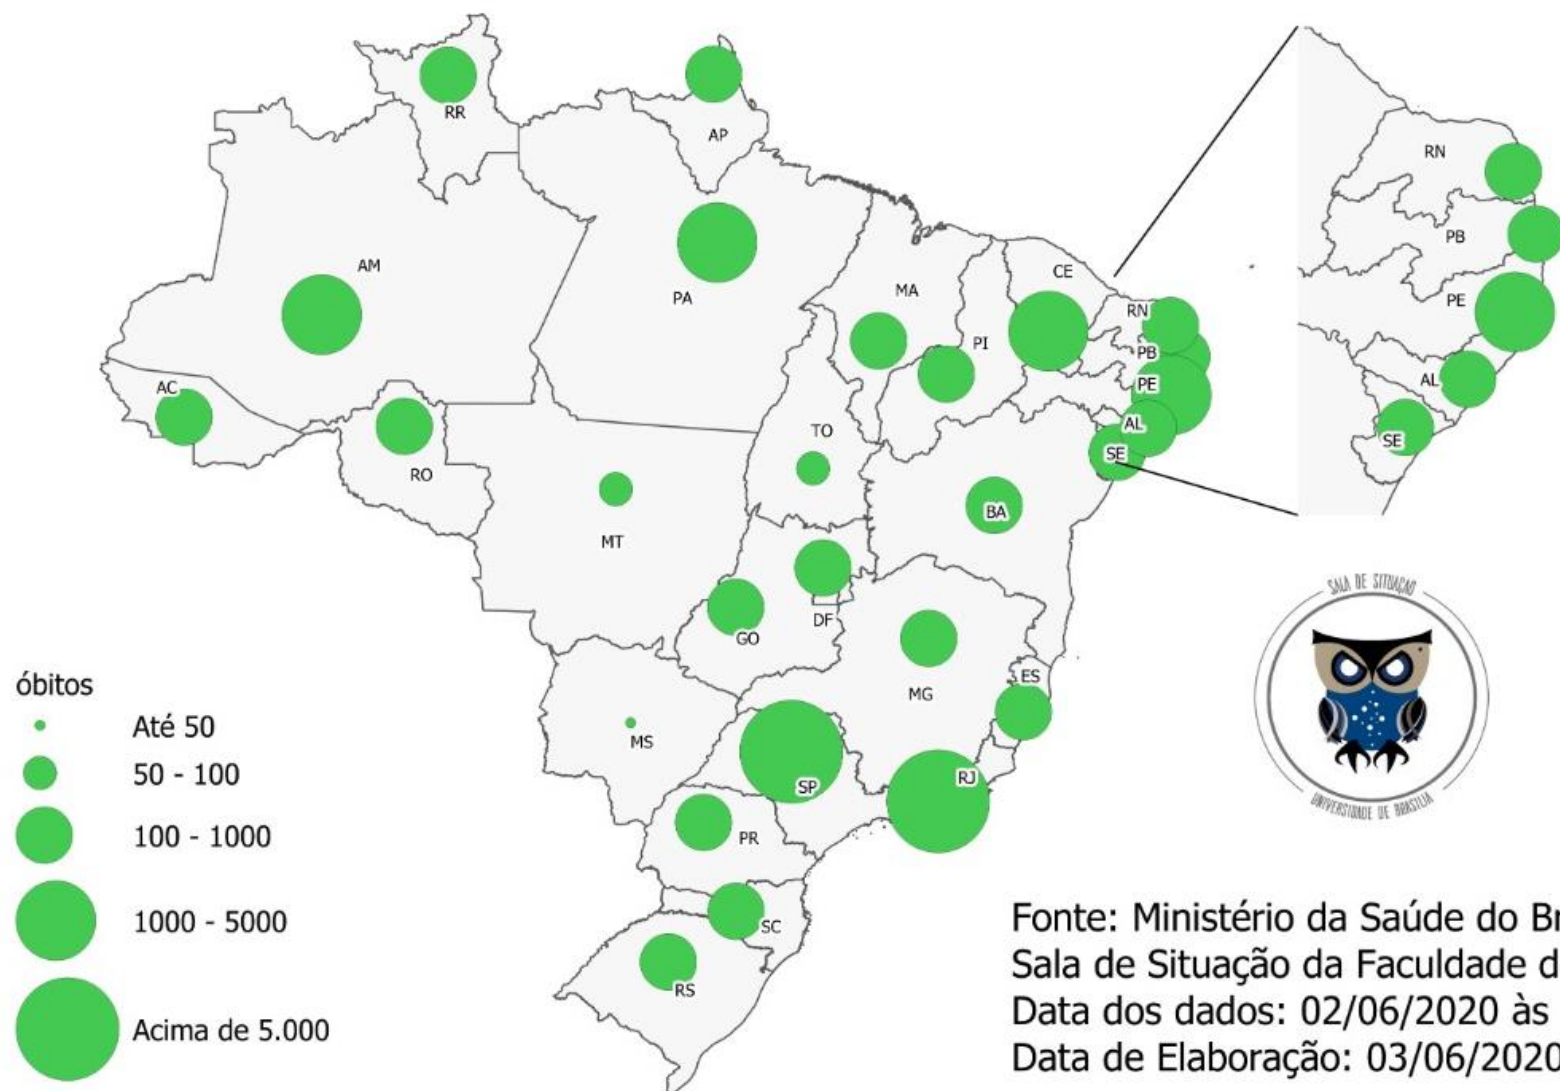 RR
AP
AM
PA
MA
CE
RN
PB
PE
AL
SE
PI
AC
RO
TO
MT
BA
GO
DF
MG
ES
MS
SP
RJ
PR
SC
RS
RN
PB
PE
AL
SE
óbitos
Até 50
50 - 100
100 - 1000
1000 - 5000
Acima de 5.000
SALA DE SITUAÇÃO
UNIVERSIDADE DE BRASÍLIA
Fonte: Ministério da Saúde do
Sala de Situação da Faculdade
Data dos dados: 02/06/2020 às
Data de Elaboração: 03/06/2020